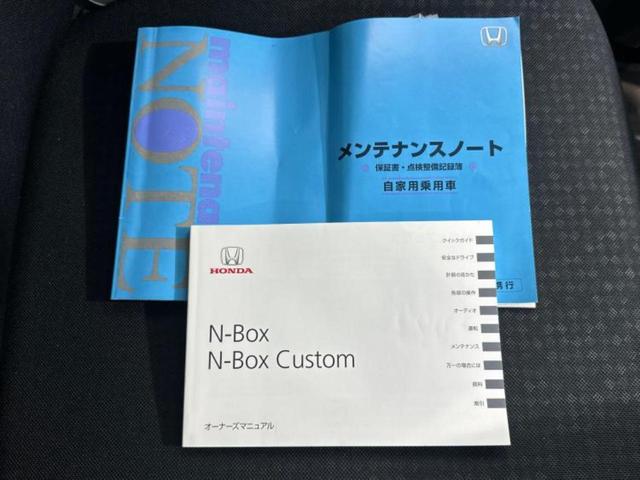 maintena
NOTE
メンテナンスノート
保証書・点検整備記録簿
自家用乗用車
携行
HONDA
N-Box
N-Box Custom
オーナーズマニュアル
クイックガイド
安全なドライブ
計器の見かた
各部の操作
オーディオ
運転
メンテナンス
万一の場合には
資料
索引